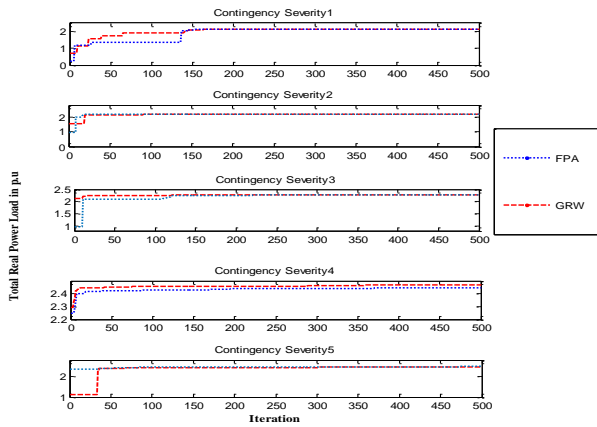 Contingency Severity1
2
1
0
0 50 100 150 200 250 300 350 400 450 500
Contingency Severity2
2
1
0
0 50 100 150 200 250 300 350 400 450 500
Contingency Severity3
2.5
2
1.5
1
0 50 100 150 200 250 300 350 400 450 500
Contingency Severity4
2.4
2.3
2.2
0 50 100 150 200 250 300 350 400 450 500
Contingency Severity5
2
1
0 50 100 150 200 250 300 350 400 450 500
Iteration
Total Real Power Load in p.u
FPA
GRW